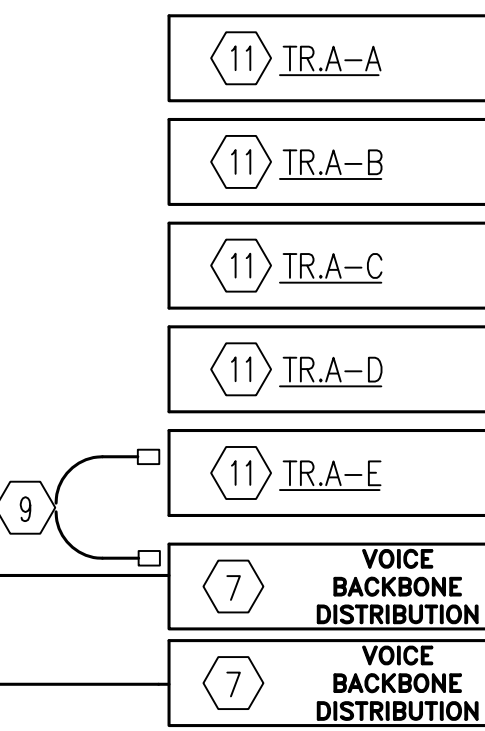 11 TR.A-A
11 TR.A-B
11 TR.A-C
11 TR.A-D
11 TR.A-E
9
7 VOICE
BACKBONE
DISTRIBUTION
7 VOICE
BACKBONE
DISTRIBUTION